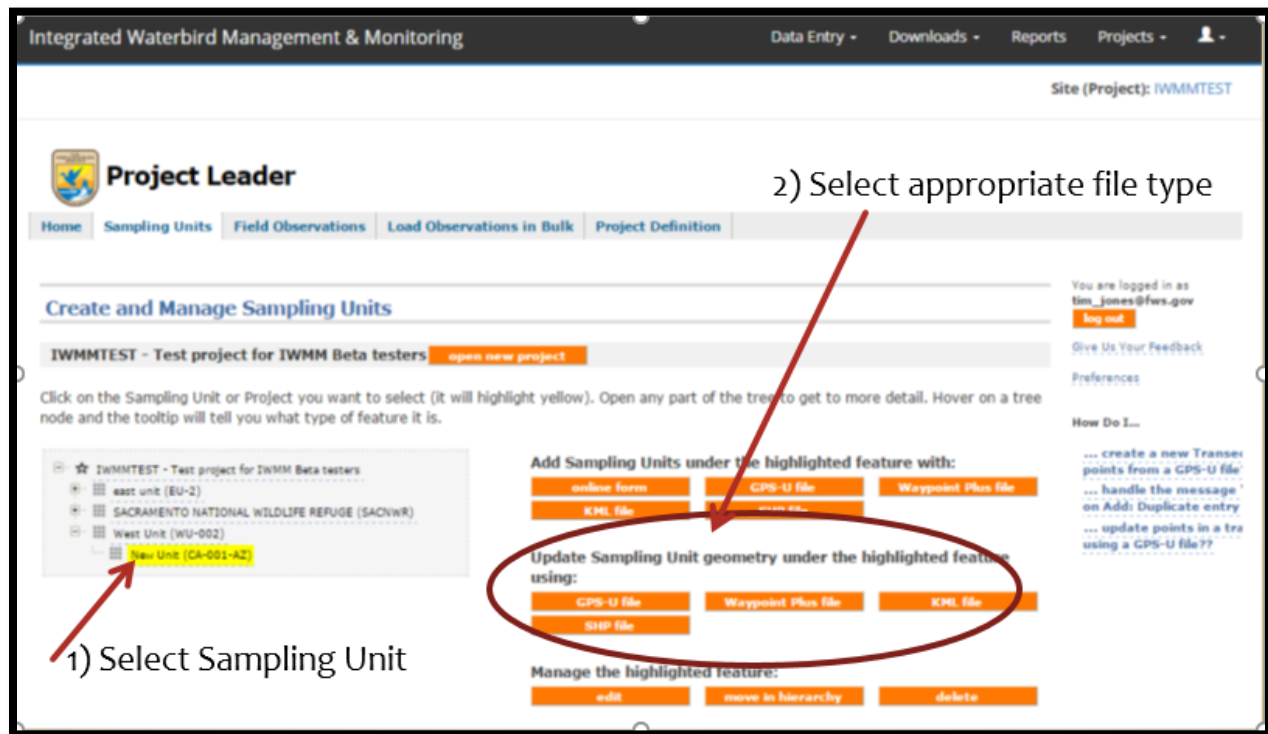 Integrated Waterbird Management & Monitoring
Data Entry
Downloads
Reports
Projects
Site (Project): IWMMTEST
Project Leader
2) Select appropriate file type
Home
Sampling Units
Field Observations
Load Observations in Bulk
Project Definition
Create and Manage Sampling Units
You are logged in as
tim_jones@fws.gov
log out
Give Us Your Feedback
Preferences
IWMMTEST - Test project for IWMM Beta testers
open new project
Click on the Sampling Unit or Project you want to select (it will highlight yellow). Open any part of the tree to get to more detail. Hover on a tree
node and the tooltip will tell you what type of feature it is.
How Do I...
... create a new Transe
points from a GPS-U file
... handle the message
on Add: Duplicate entry
... update points in a tra
using a GPS-U file??
IWMMTEST - Test project for IWMM Beta testers
east unit (EU-2)
SACRAMENTO NATIONAL WILDLIFE REFUGE (SACNWR)
West Unit (WU-002)
New Unit (CA-001-AZ)
1) Select Sampling Unit
Add Sampling Units under the highlighted feature with:
online form
GPS-U file
Waypoint Plus file
KML file
SHP file
Update Sampling Unit geometry under the highlighted feature
using:
GPS-U file
Waypoint Plus file
KML file
SHP file
Manage the highlighted feature:
edit
move in hierarchy
delete